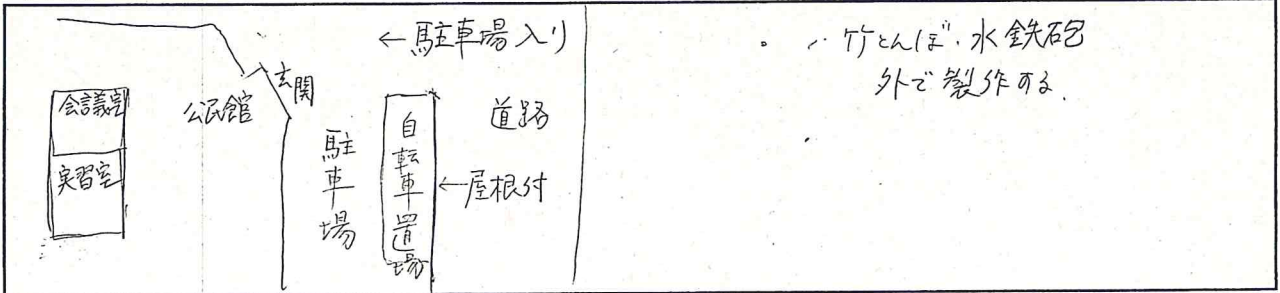 ←駐車場入り
玄関
公民館
会議室
実習室
駐車場
自転車置場
道路
←屋根付
・竹とんぼ・水鉄砲
外で製作する。